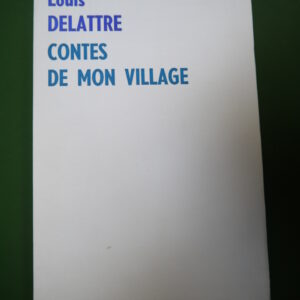 Louis
DELATTRE
CONTES
DE MON VILLAGE